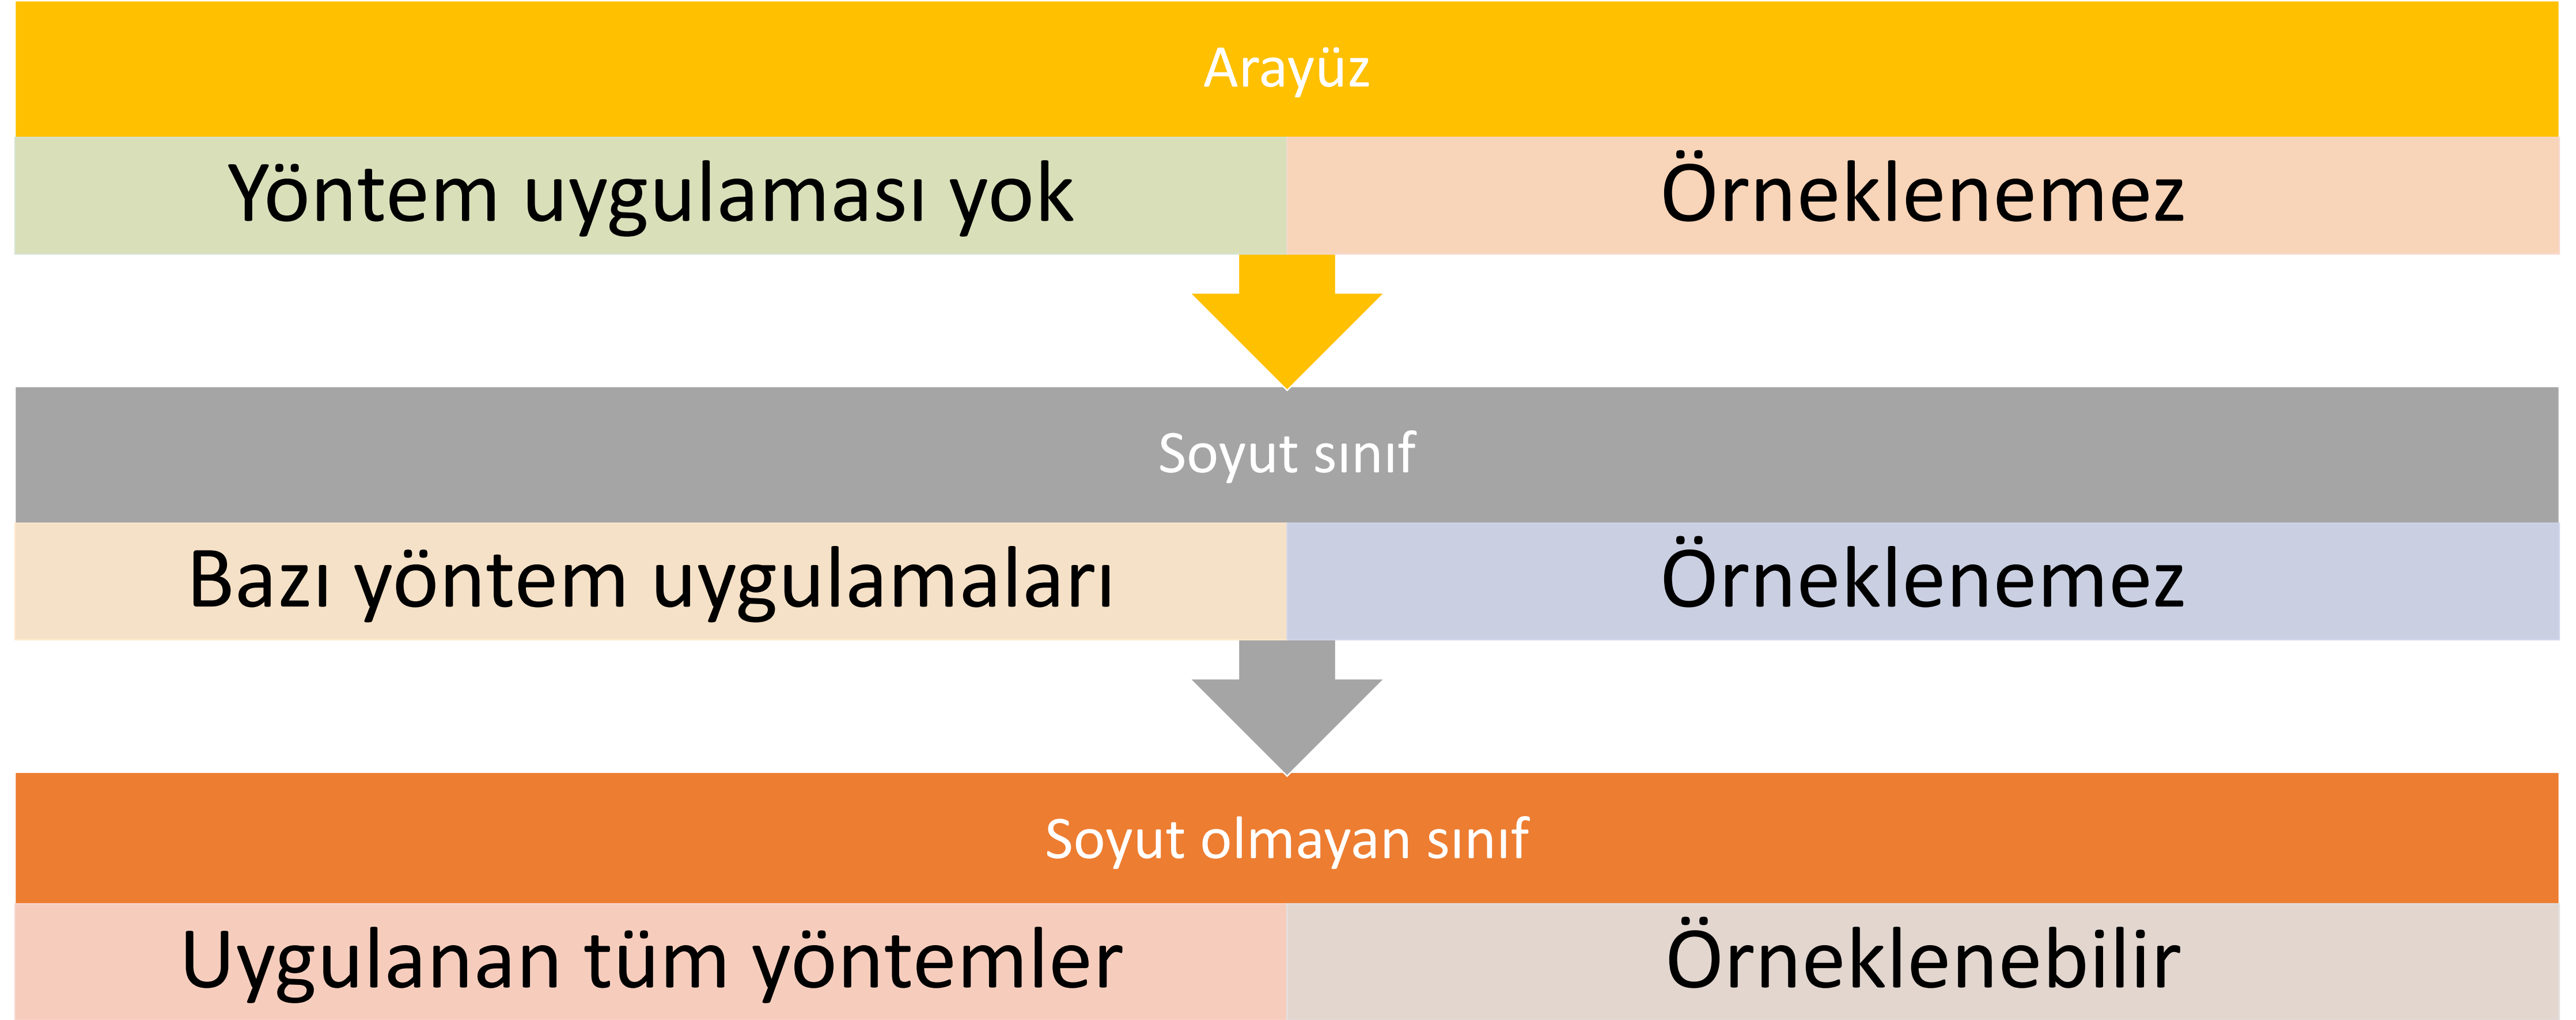 Arayüz
Yöntem uygulaması yok
Örneklenemez
Soyut sınıf
Bazı yöntem uygulamaları
Örneklenemez
Soyut olmayan sınıf
Uygulanan tüm yöntemler
Örneklenebilir